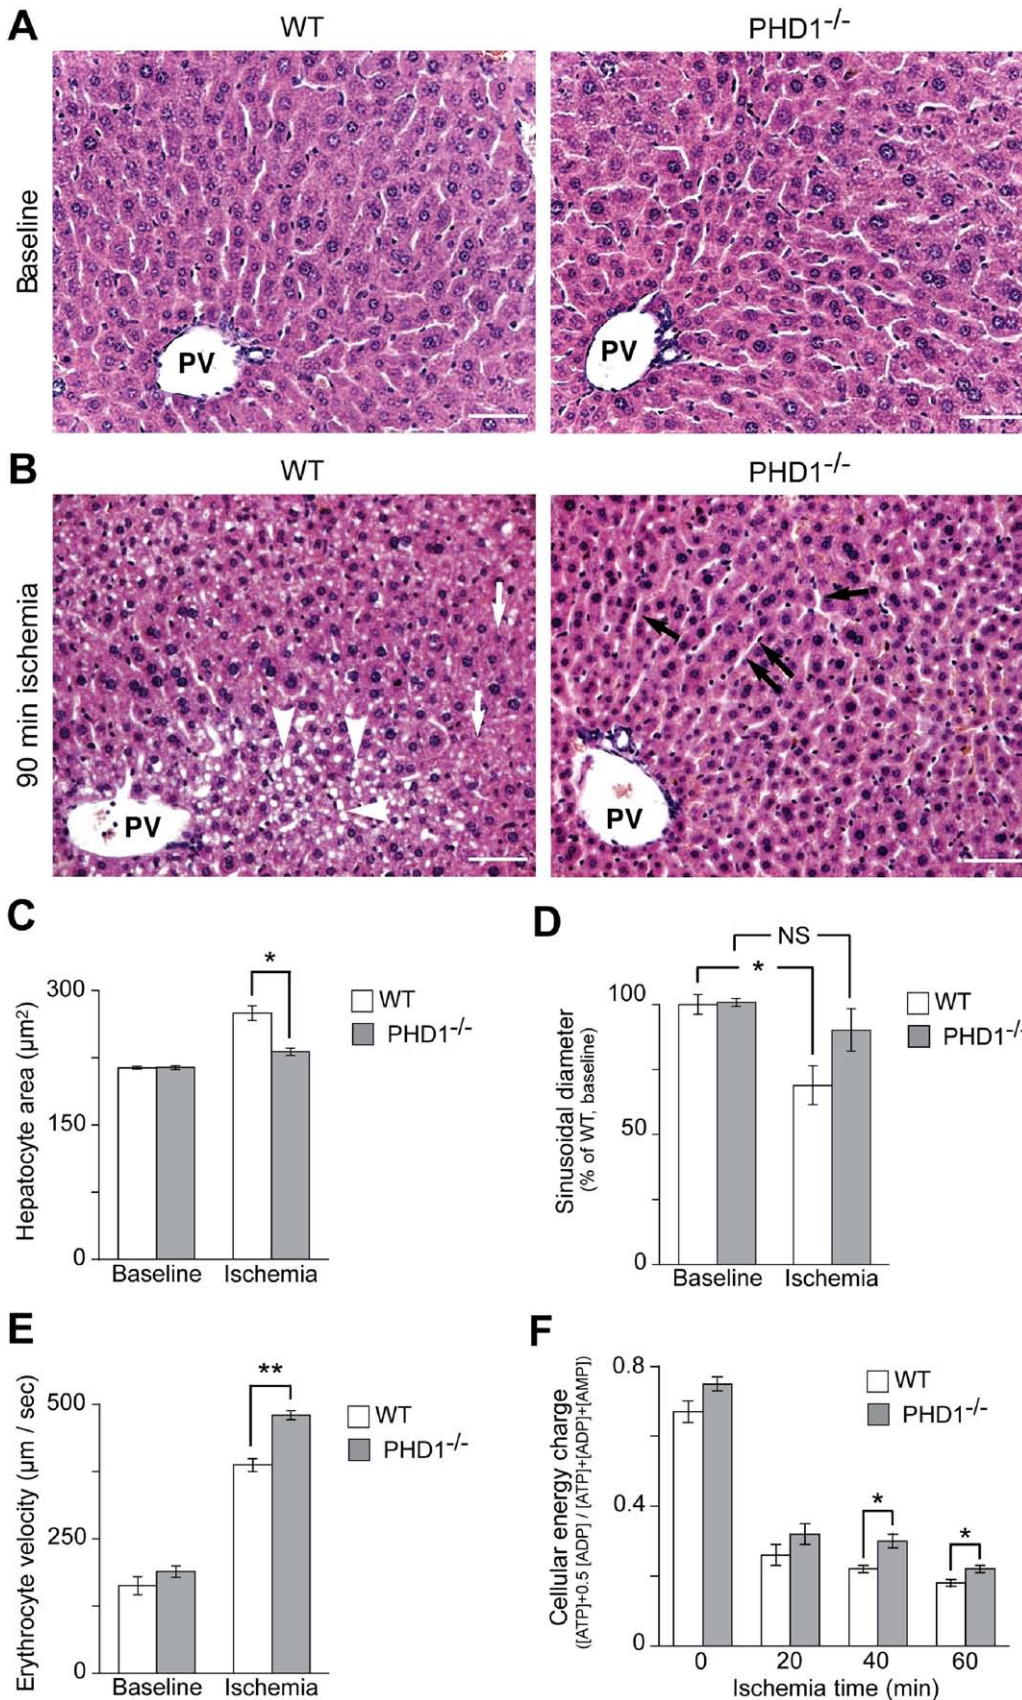 A
WT
PHD1-/-
Baseline
PV
PV
B
WT
PHD1-/-
90 min ischemia
PV
PV
C
Hepatocyte area (µm2)
300
150
0
*
WT
PHD1-/-
Baseline
Ischemia
D
Sinusoidal diameter
(% of WT, baseline)
100
50
0
NS
*
WT
PHD1-/-
Baseline
Ischemia
E
Erythrocyte velocity (µm / sec)
500
250
0
**
WT
PHD1-/-
Baseline
Ischemia
F
Cellular energy charge
([ATP]+0.5 [ADP] / [ATP]+[ADP]+[AMP])
0.8
0.4
0
*
*
WT
PHD1-/-
0 20 40 60
Ischemia time (min)